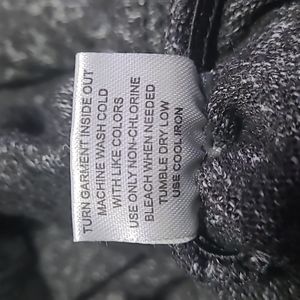 TURN GARMENT INSIDE OUT
MACHINE WASH COLD
WITH LIKE COLORS
USE ONLY NON-CHLORINE
BLEACH WHEN NEEDED
TUMBLE DRY LOW
USE COOL IRON